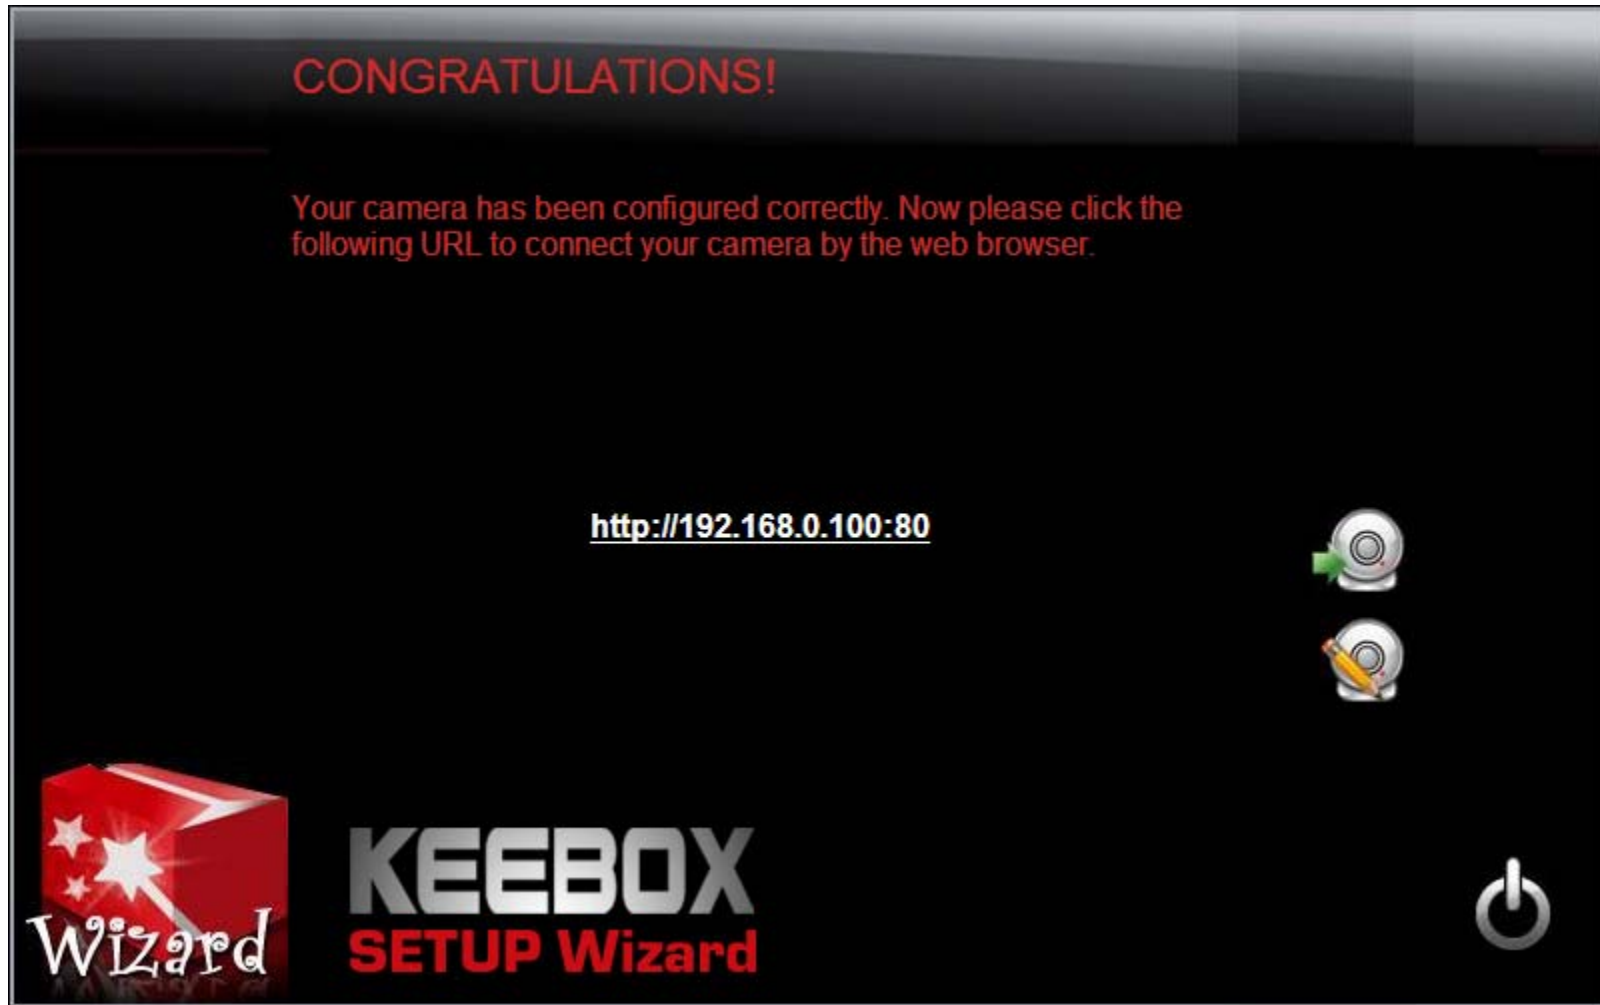 CONGRATULATIONS!
Your camera has been configured correctly. Now please click the
following URL to connect your camera by the web browser.
http://192.168.0.100:80
Wizard
KEEBOX
SETUP Wizard